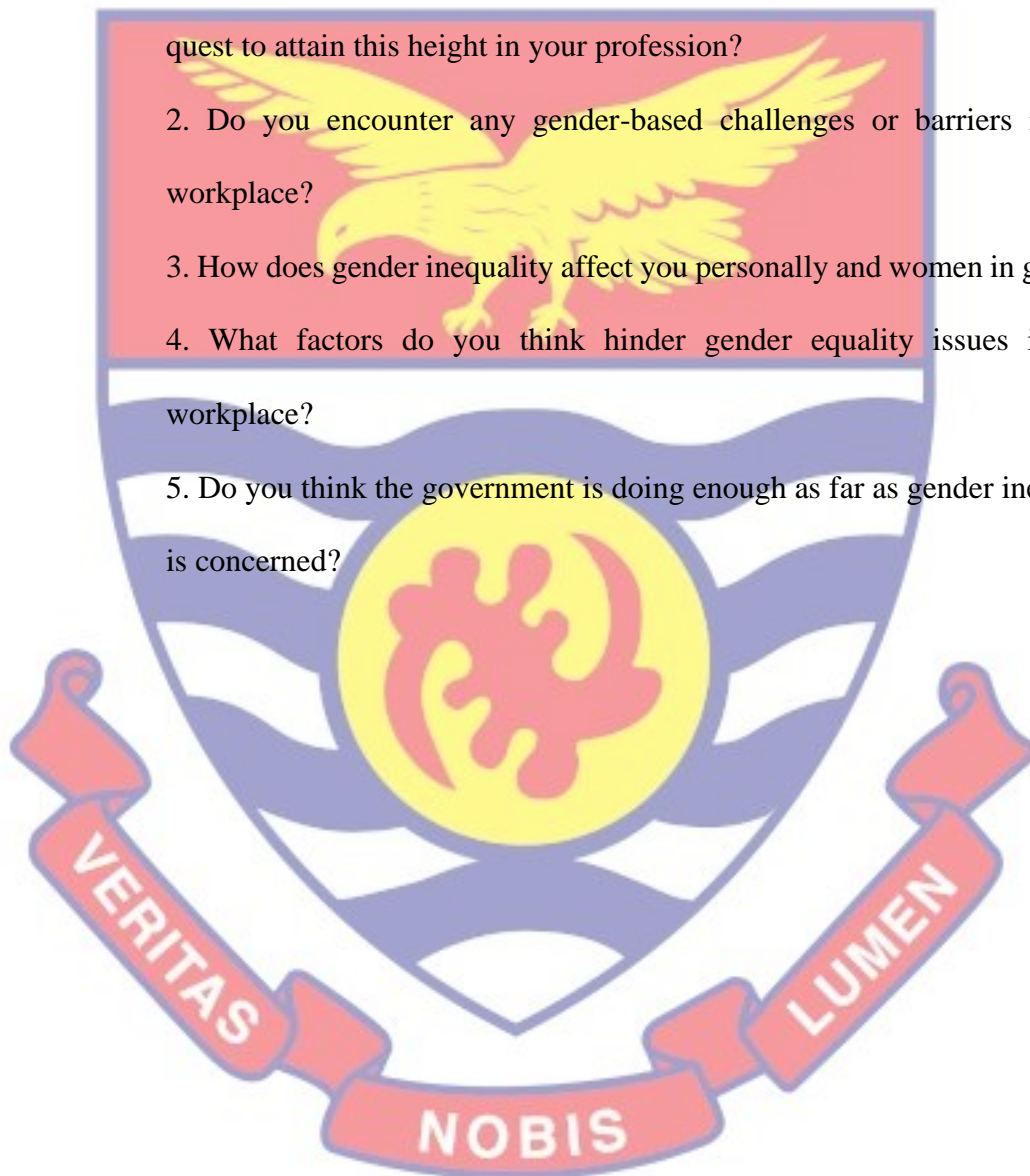 quest to attain this height in your profession?
2. Do you encounter any gender-based challenges or barriers
workplace?
3. How does gender inequality affect you personally and women in
4. What factors do you think hinder gender equality issues
workplace?
5. Do you think the government is doing enough as far as gender
is concerned?
VERITAS
NOBIS
LUMEN